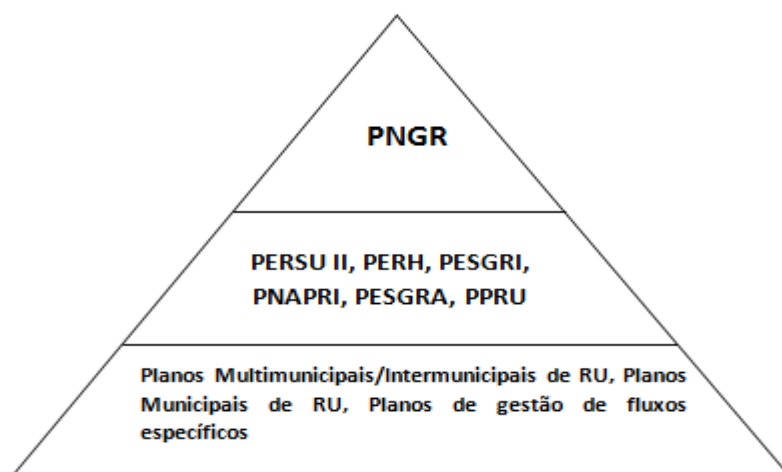 PNGR
PERSU II, PERH, PESGRI,
PNAPRI, PESGRA, PPRU
Planos Multimunicipais/Intermunicipais de RU, Planos
Municipais de RU, Planos de gestão de fluxos
específicos